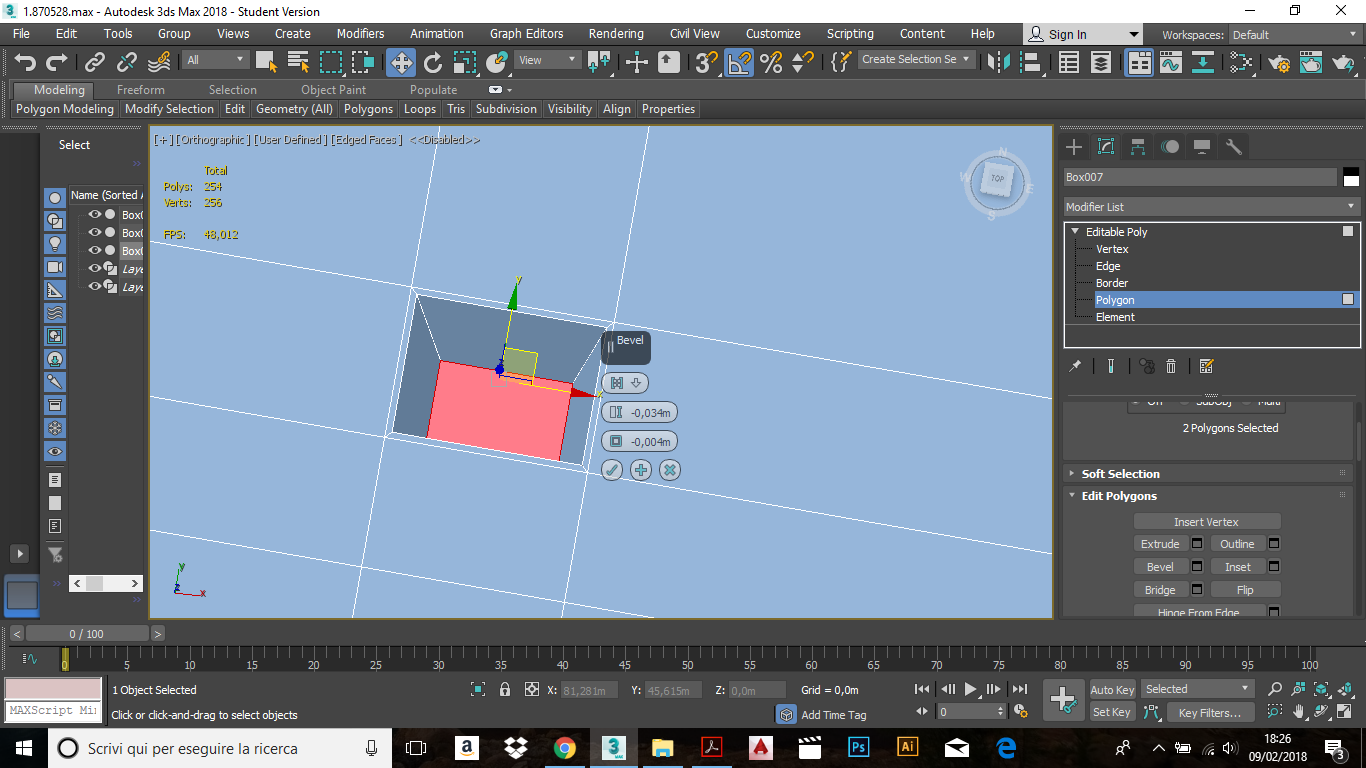 1.870528.max - Autodesk 3ds Max 2018 - Student Version
File Edit Tools Group Views Create Modifiers Animation Graph Editors Rendering Civil View Customize Scripting Content Help Sign In Workspaces: Default
All View Create Selection Se
Modeling Freeform Selection Object Paint Populate
Polygon Modeling Modify Selection Edit Geometry (All) Polygons Loops Tris Subdivision Visibility Align Properties
Select
Name (Sorted A
Box0
Box0
Box0
Laye
Laye
[+] [Orthographic] [User Defined] [Edged Faces] <<Disabled>>
Total
Polys: 254
Verts: 256
FPS: 48,012
N
W TOP E
S
y
x
Bevel
-0,034m
-0,004m
y
z
x
Box007
Modifier List
Editable Poly
Vertex
Edge
Border
Polygon
Element
Off SubObj Multi
2 Polygons Selected
Soft Selection
Edit Polygons
Insert Vertex
Extrude Outline
Bevel Inset
Bridge Flip
Hinge From Edge
< 0 / 100 >
0 5 10 15 20 25 30 35 40 45 50 55 60 65 70 75 80 85 90 95 100
1 Object Selected X: 81,281m Y: 45,615m Z: 0,0m Grid = 0,0m Auto Key Selected
MAXScript Mi Click or click-and-drag to select objects Add Time Tag 0 Set Key Key Filters...
Scrivi qui per eseguire la ricerca
a
3
MAX
Ps
Ai
18:26
09/02/2018
3